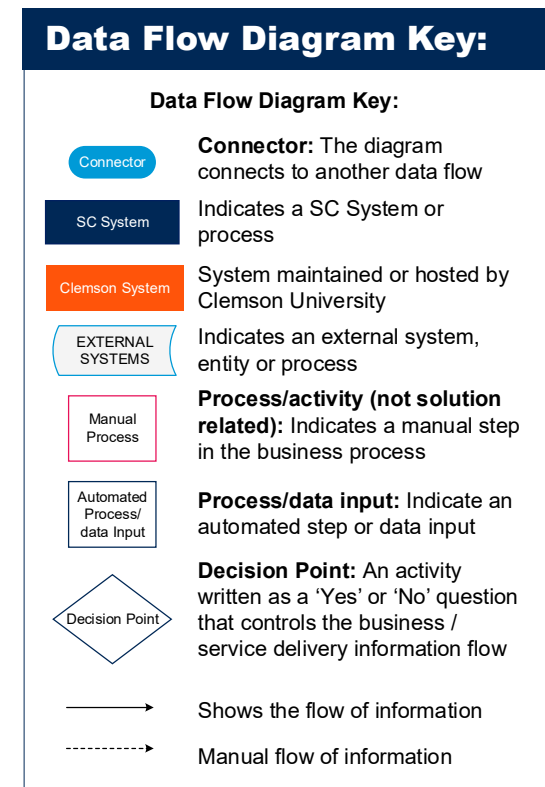 Data Flow Diagram Key:
Data Flow Diagram Key:
Connector
Connector: The diagram
connects to another data flow
SC System
Indicates a SC System or
process
Clemson System
System maintained or hosted by
Clemson University
EXTERNAL
SYSTEMS
Indicates an external system,
entity or process
Manual
Process
Process/activity (not solution
related): Indicates a manual step
in the business process
Automated
Process/
data Input
Process/data input: Indicate an
automated step or data input
Decision Point
Decision Point: An activity
written as a ‘Yes’ or ‘No’ question
that controls the business /
service delivery information flow
Shows the flow of information
Manual flow of information